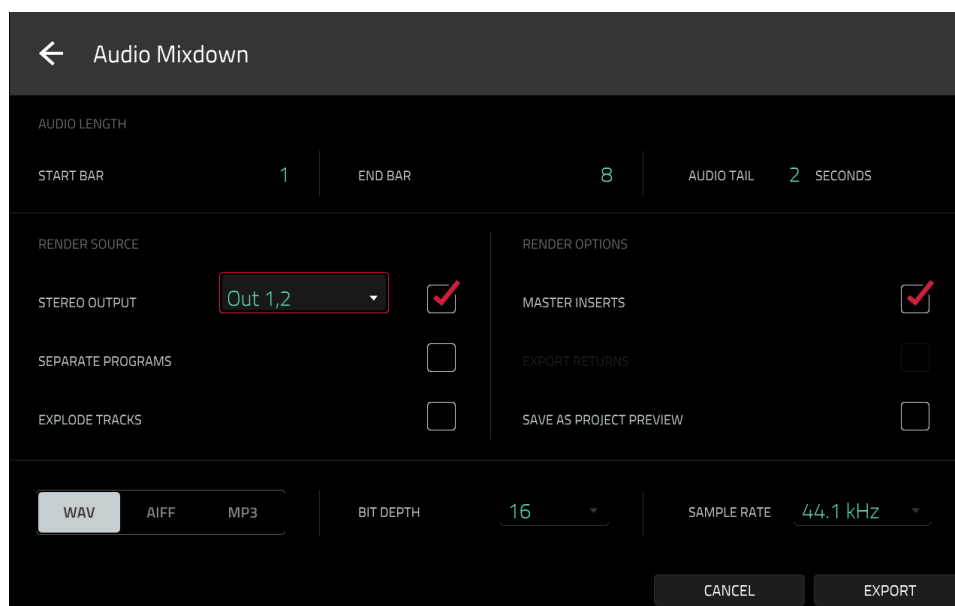 Audio Mixdown
AUDIO LENGTH
START BAR 1 END BAR 8 AUDIO TAIL 2 SECONDS
RENDER SOURCE RENDER OPTIONS
STEREO OUTPUT Out 1,2 MASTER INSERTS
SEPARATE PROGRAMS EXPORT RETURNS
EXPLODE TRACKS SAVE AS PROJECT PREVIEW
WAV AIFF MP3 BIT DEPTH 16 SAMPLE RATE 44.1 kHz
CANCEL EXPORT